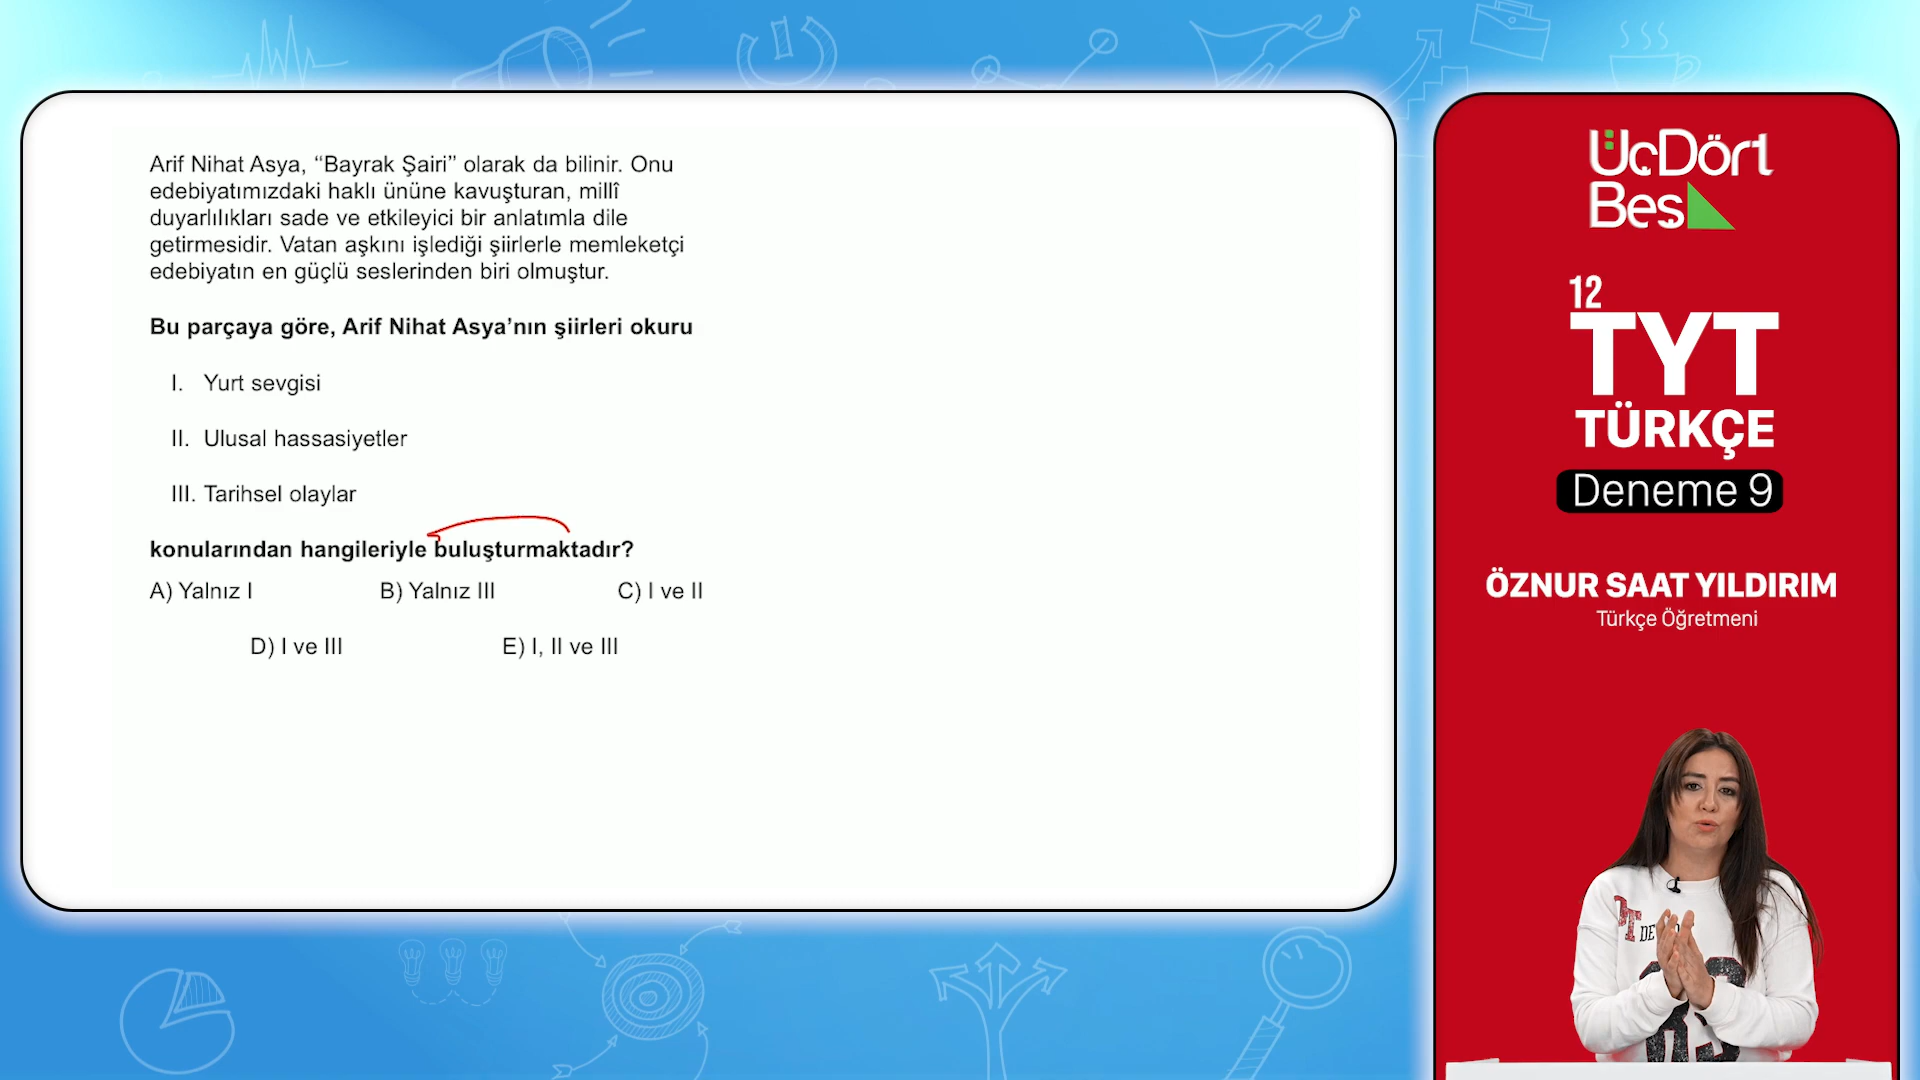 Arif Nihat Asya, “Bayrak Şairi” olarak da bilinir. Onu
edebiyatımızdaki haklı ününe kavuşturan, millî
duyarlılıkları sade ve etkileyici bir anlatımla dile
getirmesidir. Vatan aşkını işlediği şiirlerle memleketçi
edebiyatın en güçlü seslerinden biri olmuştur.
Bu parçaya göre, Arif Nihat Asya’nın şiirleri okuru
I. Yurt sevgisi
II. Ulusal hassasiyetler
III. Tarihsel olaylar
konularından hangileriyle buluşturmaktadır?
A) Yalnız I B) Yalnız III C) I ve II
D) I ve III E) I, II ve III
ÜçDört
Beş
12
TYT
TÜRKÇE
Deneme 9
ÖZNUR SAAT YILDIRIM
Türkçe Öğretmeni